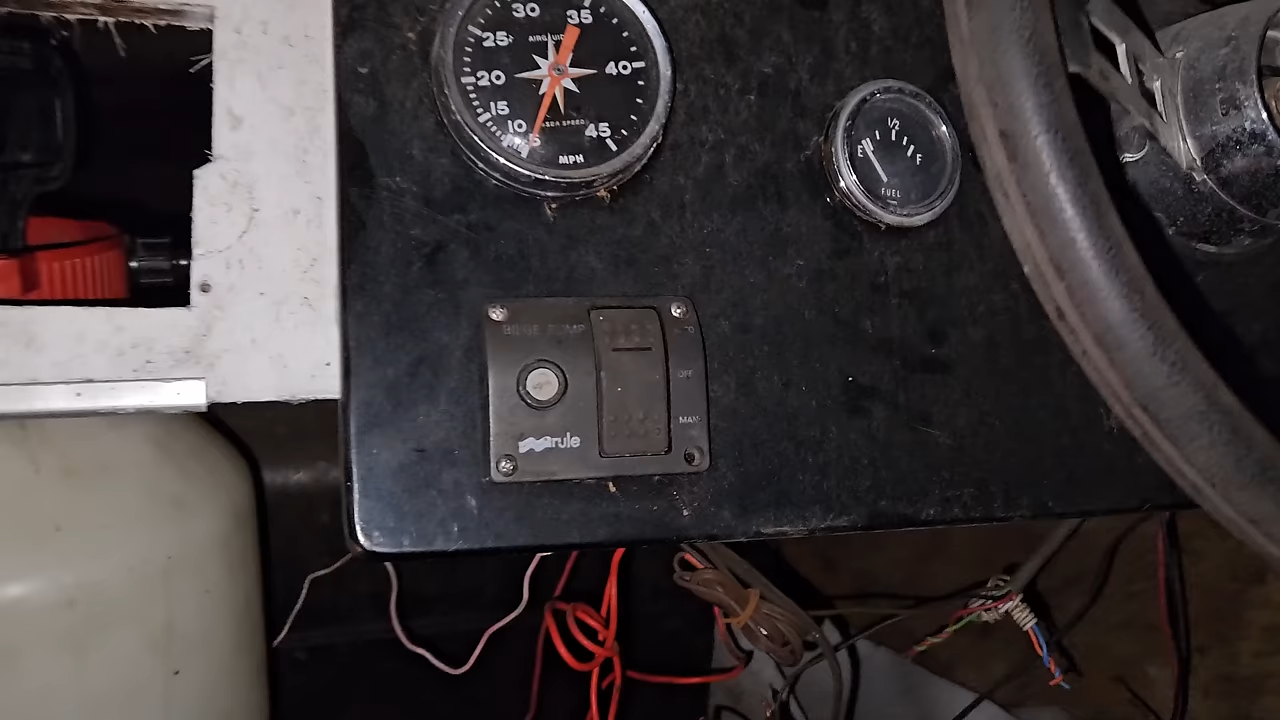 30
35
25
AIRGUIDE
20
40
15
10
5
SEA SPEED
45
MPH
1/2
E
F
FUEL
BILGE PUMP
AUTO
OFF
MAN
rule